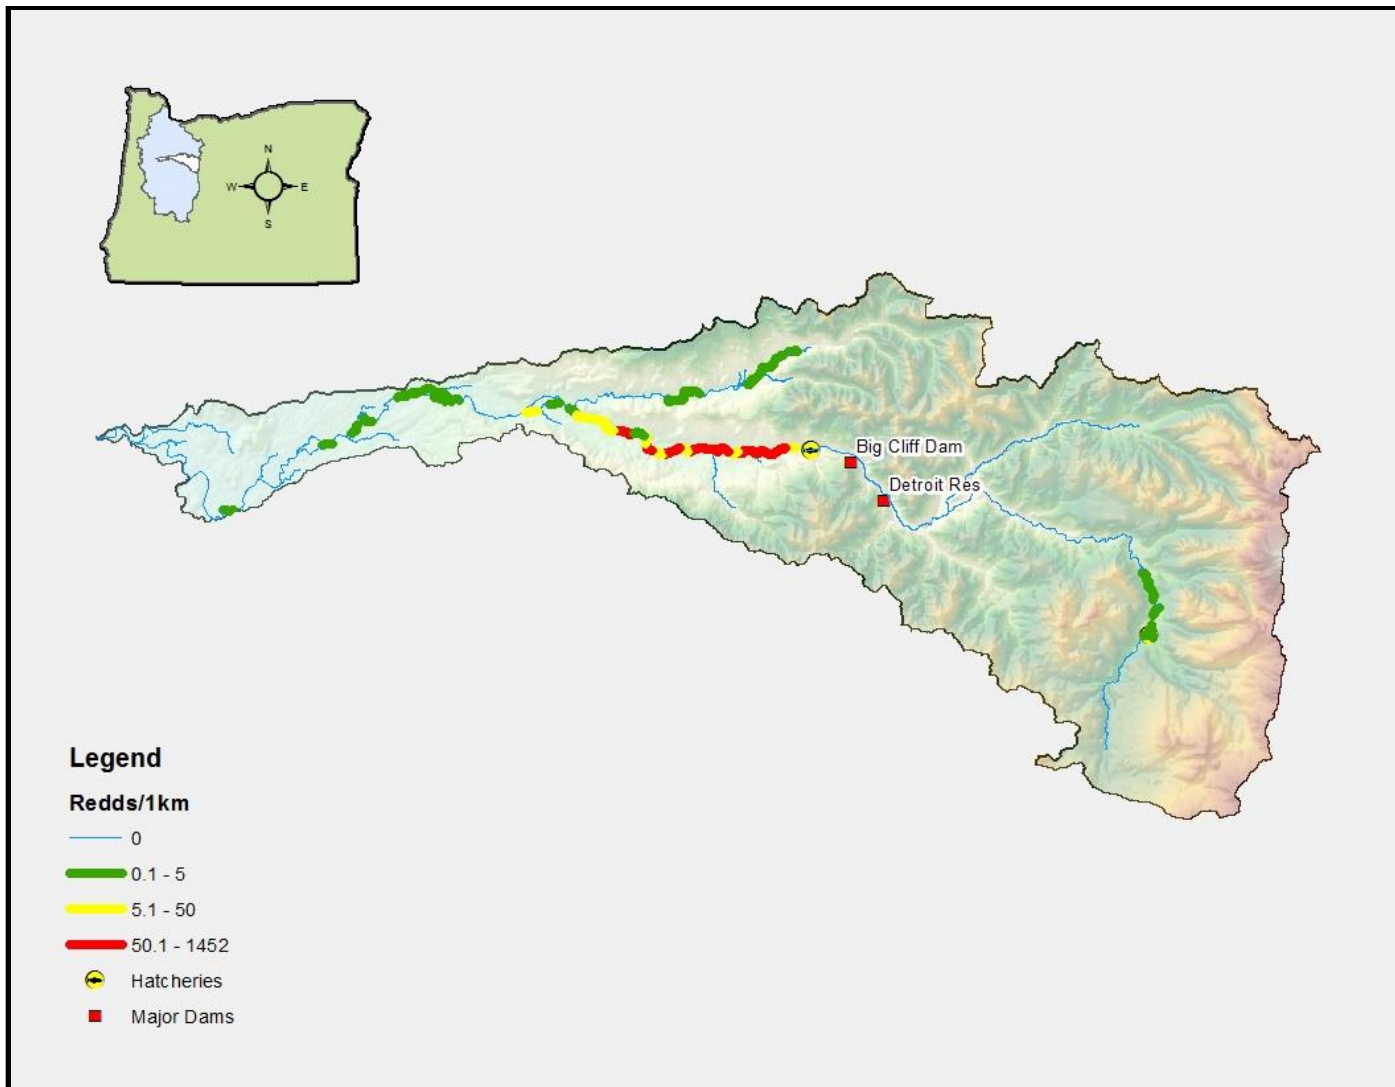 N
W
E
S
Big Cliff Dam
Detroit Res
Legend
Redds/1km
0
0.1 - 5
5.1 - 50
50.1 - 1452
Hatcheries
Major Dams